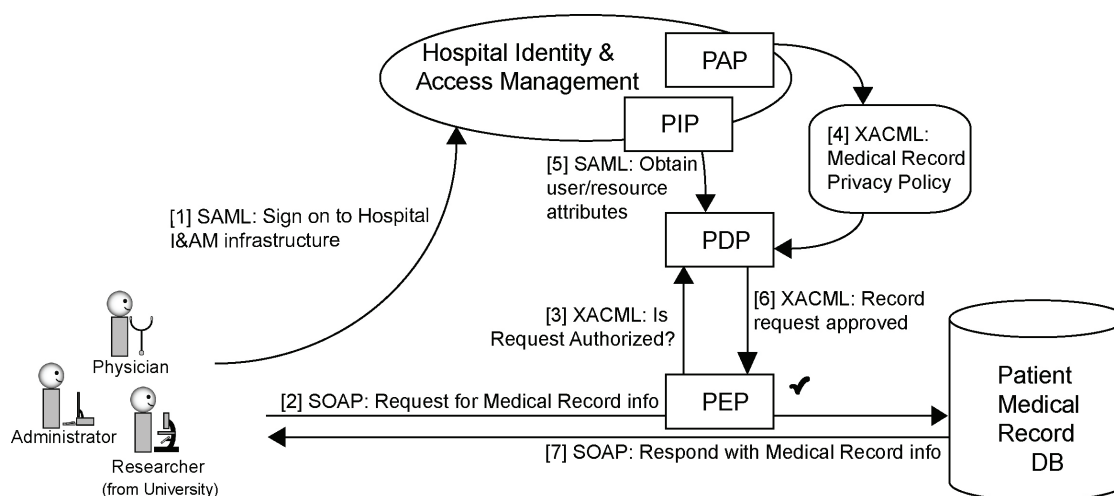 Hospital Identity &
Access Management
PAP
PIP
[4] XACML:
Medical Record
Privacy Policy
[5] SAML: Obtain
user/resource
attributes
[1] SAML: Sign on to Hospital
I&AM infrastructure
PDP
[3] XACML: Is
Request Authorized?
[6] XACML: Record
request approved
Physician
Administrator
Researcher
(from University)
[2] SOAP: Request for Medical Record info
PEP
[7] SOAP: Respond with Medical Record info
Patient
Medical
Record
DB